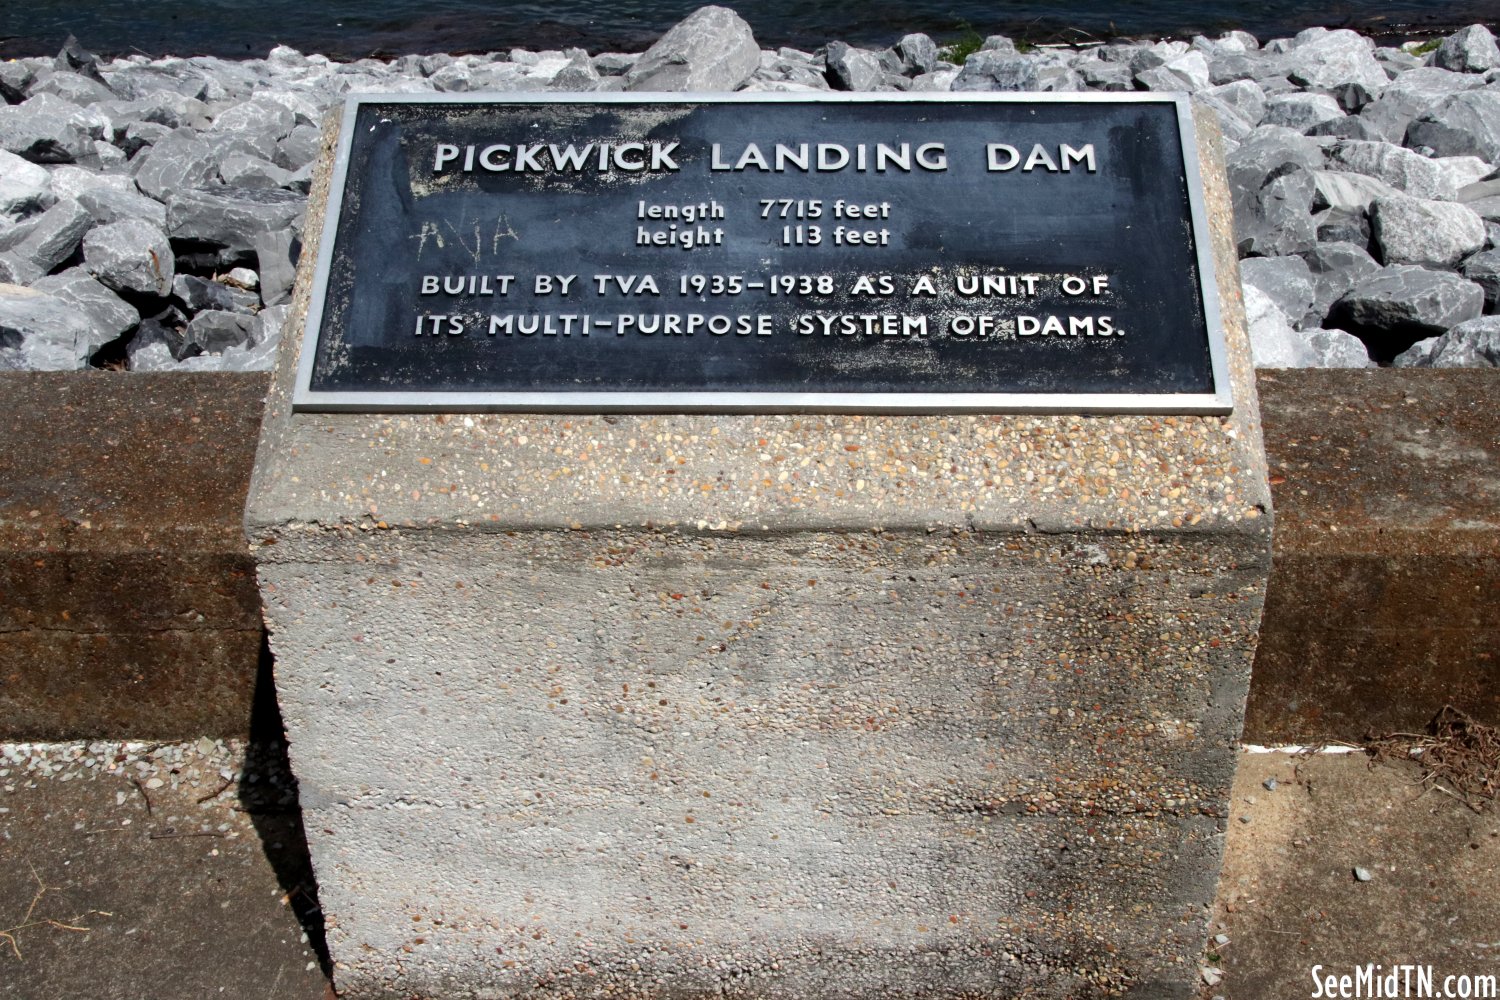 PICKWICK LANDING DAM
length 7715 feet
height 113 feet
AVA
BUILT BY TVA 1935-1938 AS A UNIT OF
ITS MULTI-PURPOSE SYSTEM OF DAMS.
SeeMidTN.com